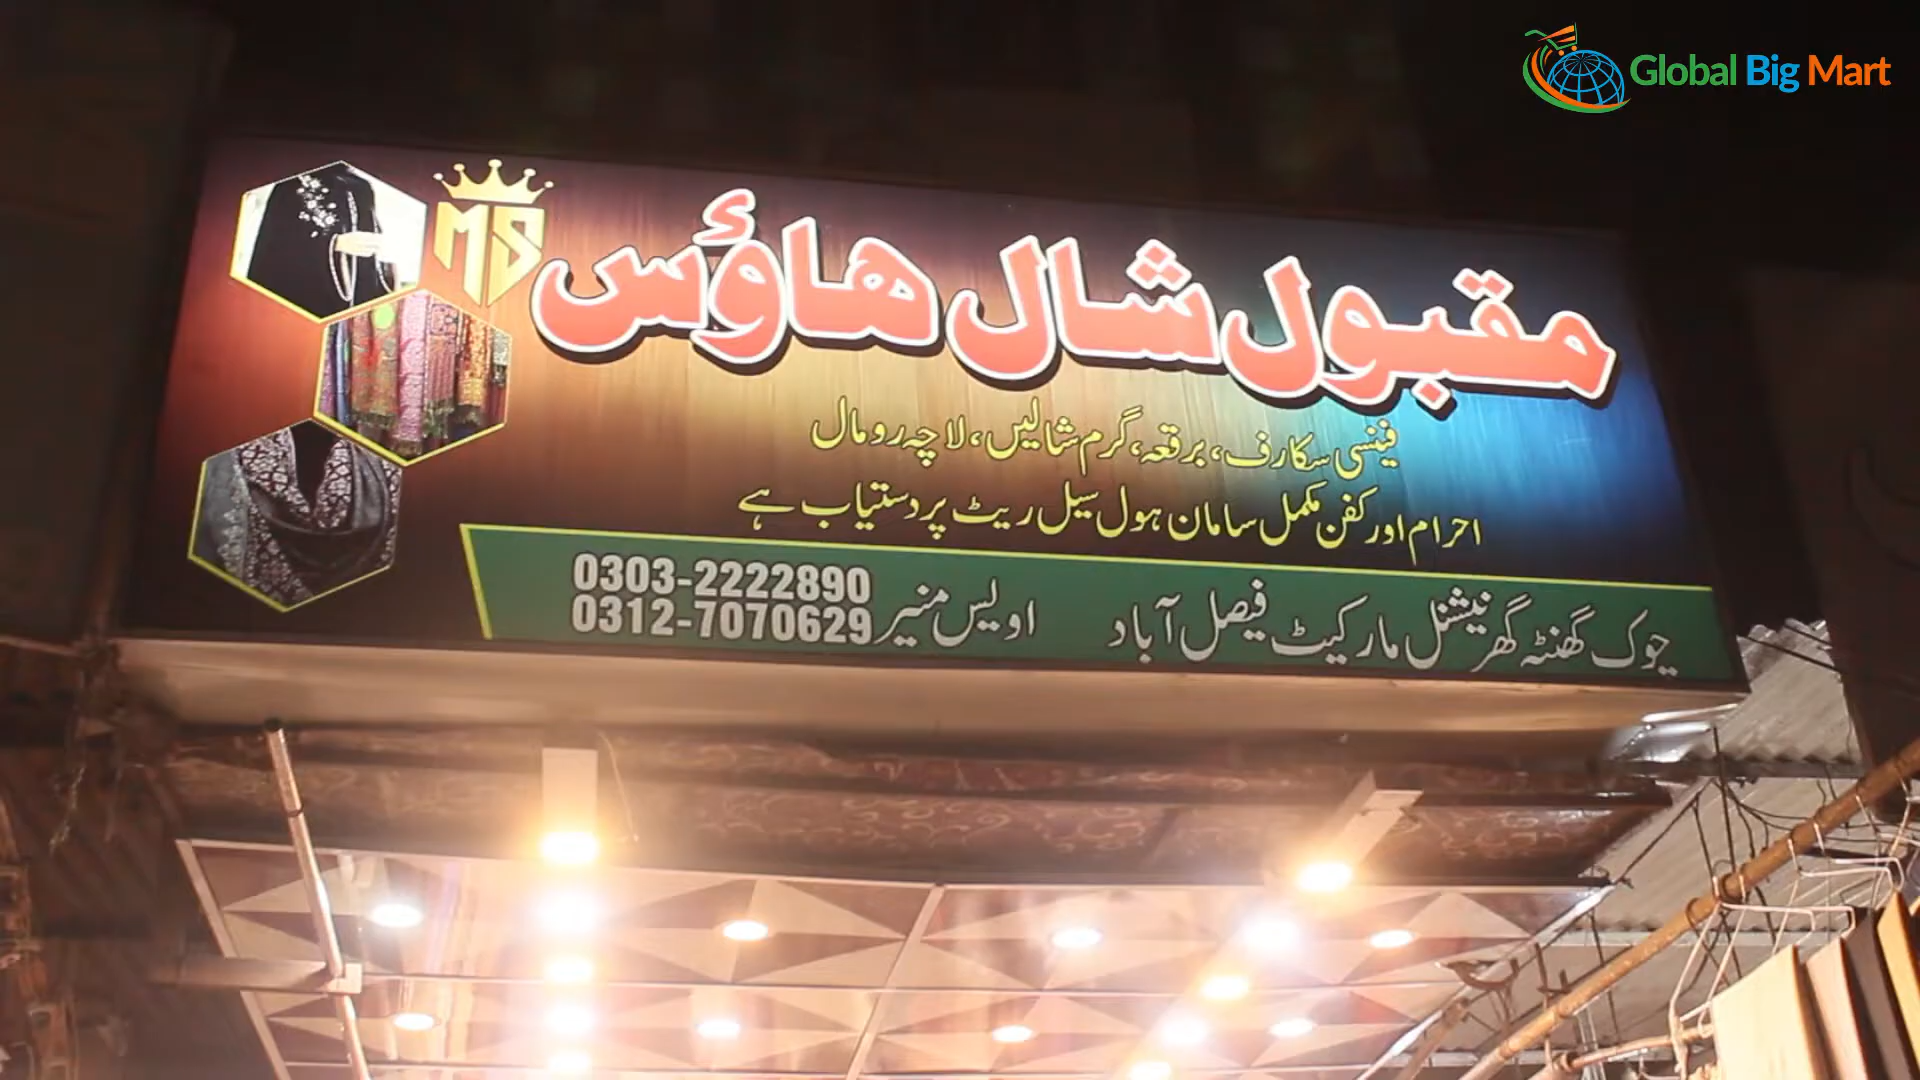 Global Big Mart
MS
مقبول شال هاؤس
فینسی سکارف، برقعہ، گرم شالیں، لاچہ رومال
احرام اور کفن مکمل سامان ہول سیل ریٹ پر دستیاب ہے
چوک گھنٹہ گھر نیشنل مارکیٹ فیصل آباد اویس منیر 0303-2222890
0312-7070629